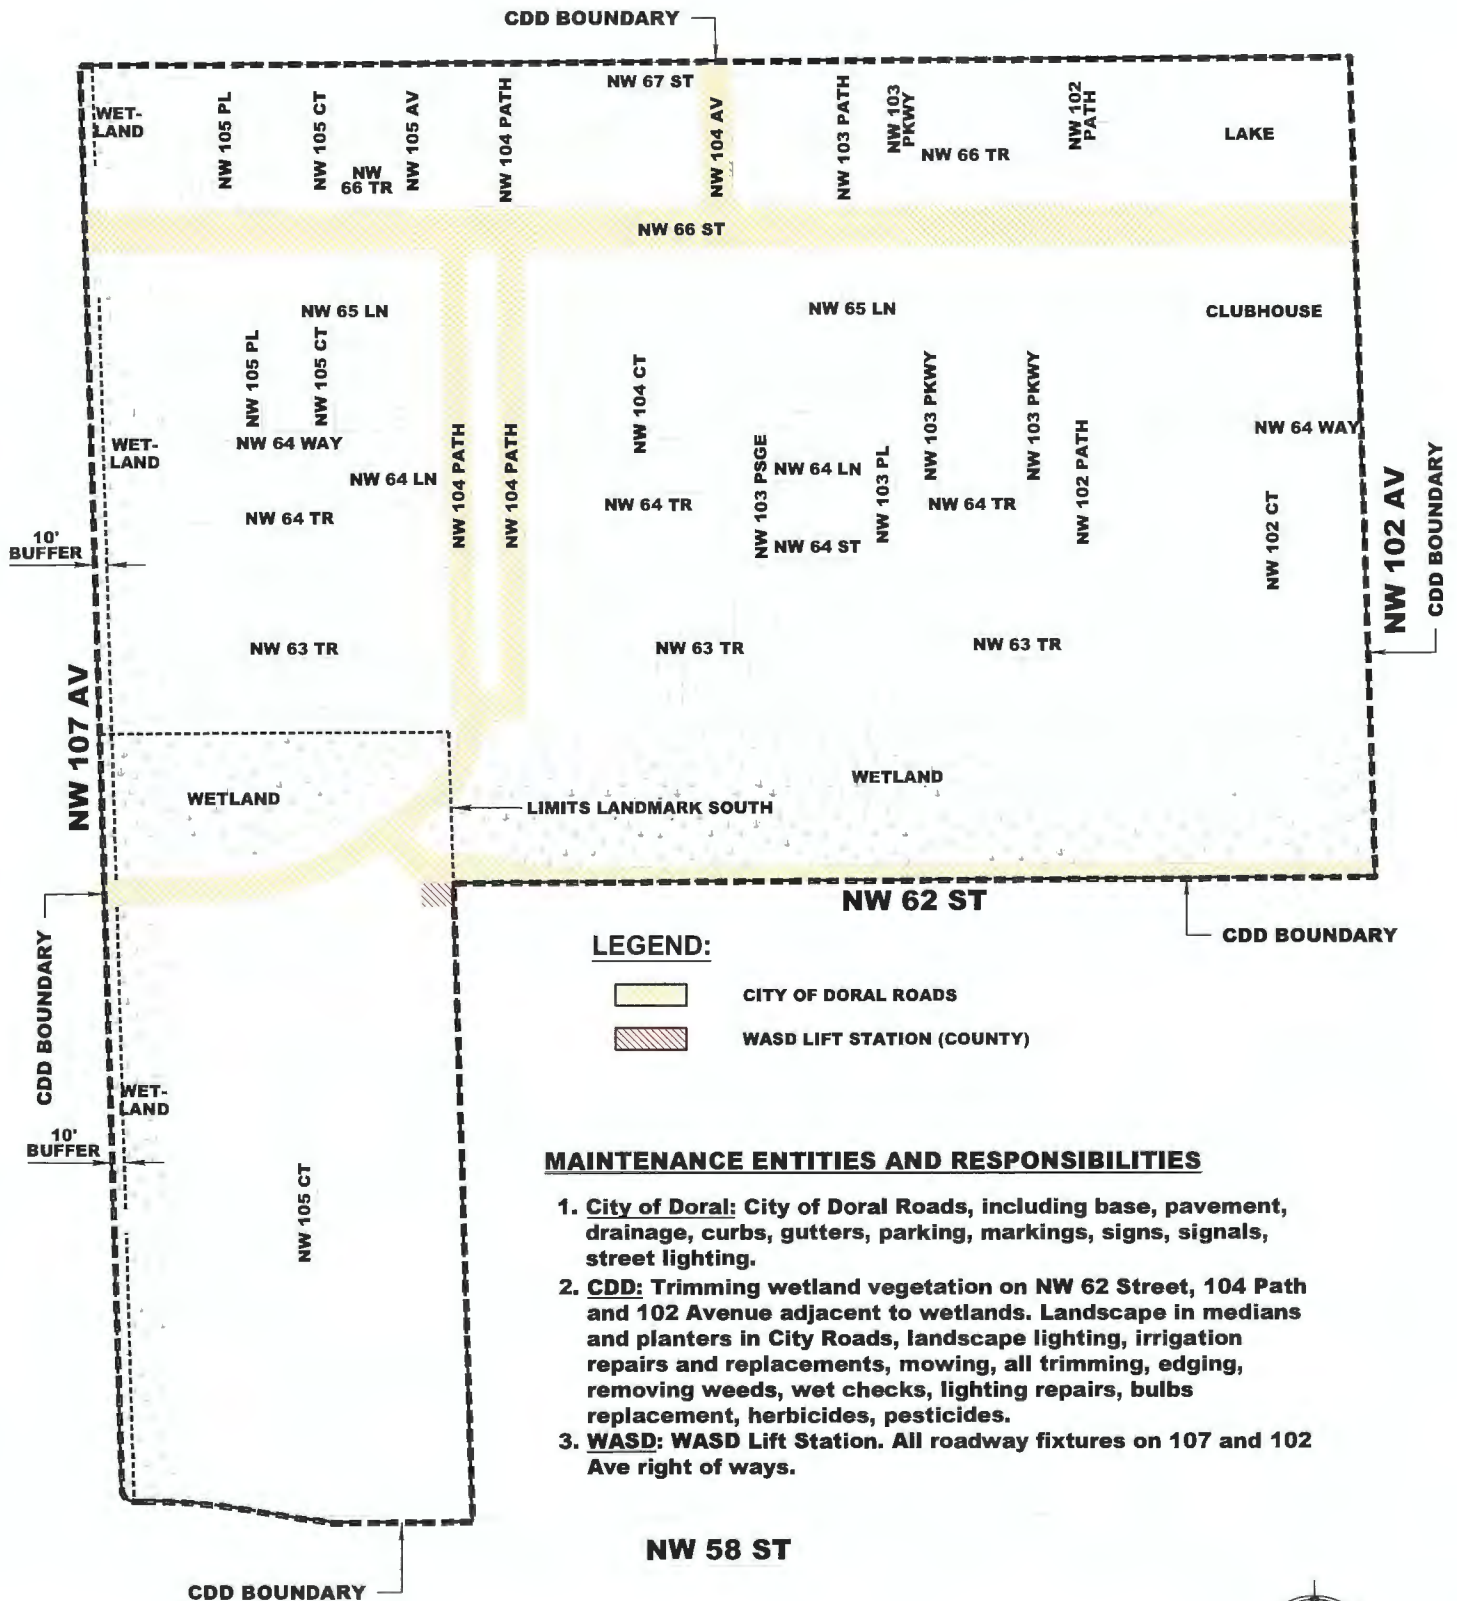 CDD BOUNDARY
NW 67 ST
WET-
LAND
NW 105 PL
NW 105 CT
NW
66 TR
NW 105 AV
NW 104 PATH
NW 104 AV
NW 103 PATH
NW 103
PKWY
NW 66 TR
NW 102
PATH
LAKE
NW 66 ST
NW 65 LN
NW 65 LN
CLUBHOUSE
NW 105 PL
NW 105 CT
NW 104 CT
NW 103 PKWY
NW 103 PKWY
WET-
LAND
NW 64 WAY
NW 64 LN
NW 104 PATH
NW 104 PATH
NW 103 PSGE
NW 64 LN
NW 103 PL
NW 102 PATH
NW 64 WAY
NW 64 TR
NW 64 TR
NW 64 TR
NW 64 ST
NW 102 CT
NW 102 AV
CDD BOUNDARY
10'
BUFFER
NW 63 TR
NW 63 TR
NW 63 TR
NW 107 AV
WETLAND
WETLAND
LIMITS LANDMARK SOUTH
NW 62 ST
CDD BOUNDARY
CDD BOUNDARY
LEGEND:
CITY OF DORAL ROADS
WASD LIFT STATION (COUNTY)
WET-
LAND
10'
BUFFER
NW 105 CT
MAINTENANCE ENTITIES AND RESPONSIBILITIES
1. City of Doral: City of Doral Roads, including base, pavement,
drainage, curbs, gutters, parking, markings, signs, signals,
street lighting.
2. CDD: Trimming wetland vegetation on NW 62 Street, 104 Path
and 102 Avenue adjacent to wetlands. Landscape in medians
and planters in City Roads, landscape lighting, irrigation
repairs and replacements, mowing, all trimming, edging,
removing weeds, wet checks, lighting repairs, bulbs
replacement, herbicides, pesticides.
3. WASD: WASD Lift Station. All roadway fixtures on 107 and 102
Ave right of ways.
NW 58 ST
CDD BOUNDARY